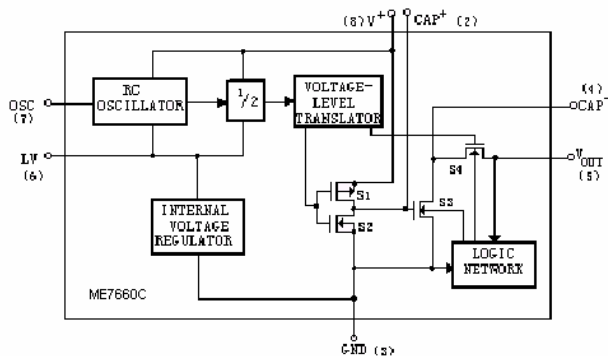 (8) V+ CAP+ (2)
RC
OSCILLATOR
1/2
VOLTAGE-
LEVEL
TRANSLATOR
(4)
CAP-
OSC
(7)
LV
(6)
S4
VOUT
(5)
S1
S2
S3
INTERNAL
VOLTAGE
REGULATOR
LOGIC
NETWORK
ME7660C
GND (3)